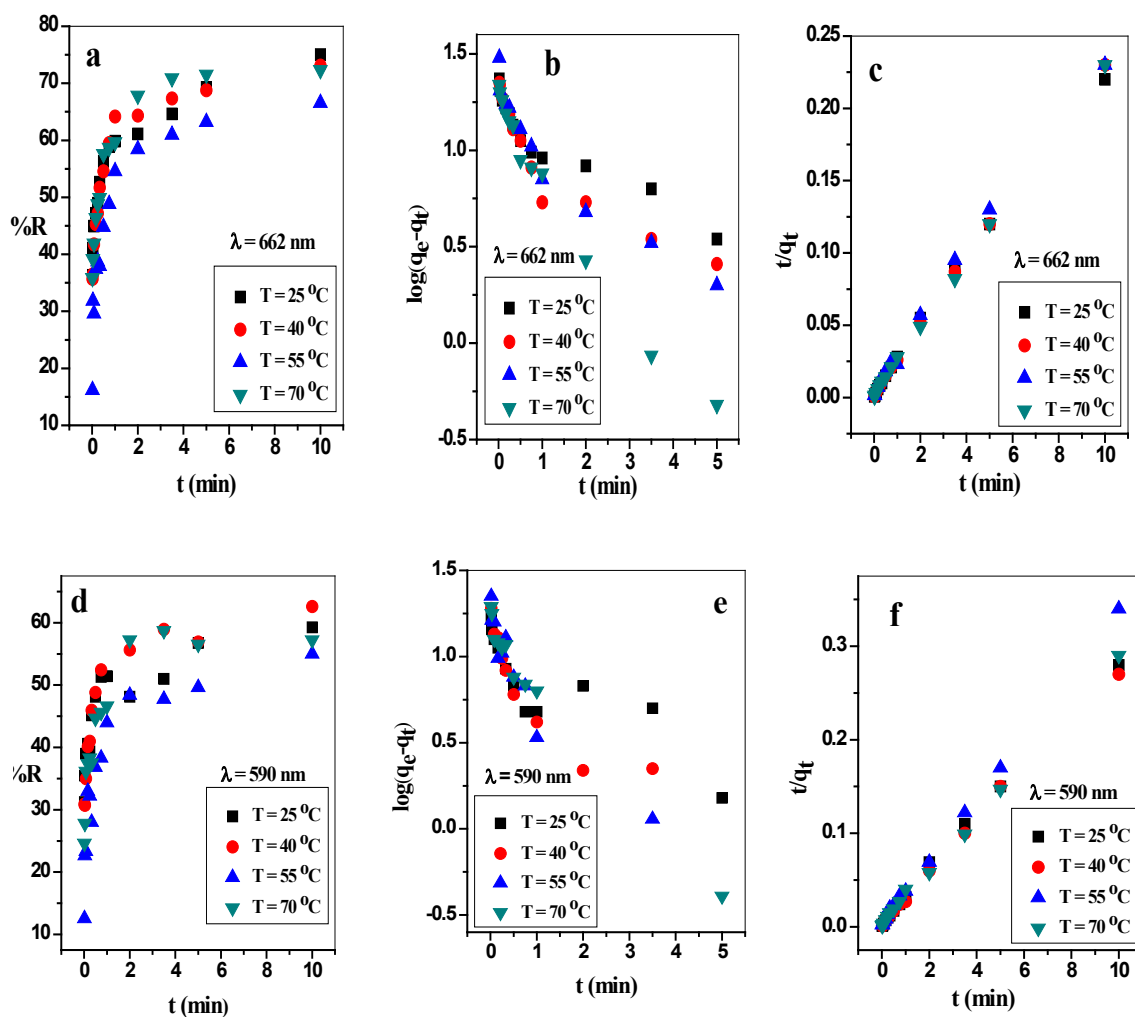 a
80
70
60
50
40
30
20
10
%R
λ = 662 nm
T = 25 ⁰C
T = 40 ⁰C
T = 55 ⁰C
T = 70 ⁰C
0 2 4 6 8 10
t (min)
b
1.5
1.0
0.5
0.0
-0.5
log(qₑ-qₜ)
λ = 662 nm
T = 25 ⁰C
T = 40 ⁰C
T = 55 ⁰C
T = 70 ⁰C
0 1 2 3 4 5
t (min)
c
0.25
0.20
0.15
0.10
0.05
0.00
t/qₜ
λ = 662 nm
T = 25 ⁰C
T = 40 ⁰C
T = 55 ⁰C
T = 70 ⁰C
0 2 4 6 8 10
t (min)
d
60
50
40
30
20
10
%R
λ = 590 nm
T = 25 ⁰C
T = 40 ⁰C
T = 55 ⁰C
T = 70 ⁰C
0 2 4 6 8 10
t (min)
e
1.5
1.0
0.5
0.0
-0.5
log(qₑ-qₜ)
λ = 590 nm
T = 25 ⁰C
T = 40 ⁰C
T = 55 ⁰C
T = 70 ⁰C
0 1 2 3 4 5
t (min)
f
0.3
0.2
0.1
0.0
t/qₜ
λ = 590 nm
T = 25 ⁰C
T = 40 ⁰C
T = 55 ⁰C
T = 70 ⁰C
0 2 4 6 8 10
t (min)